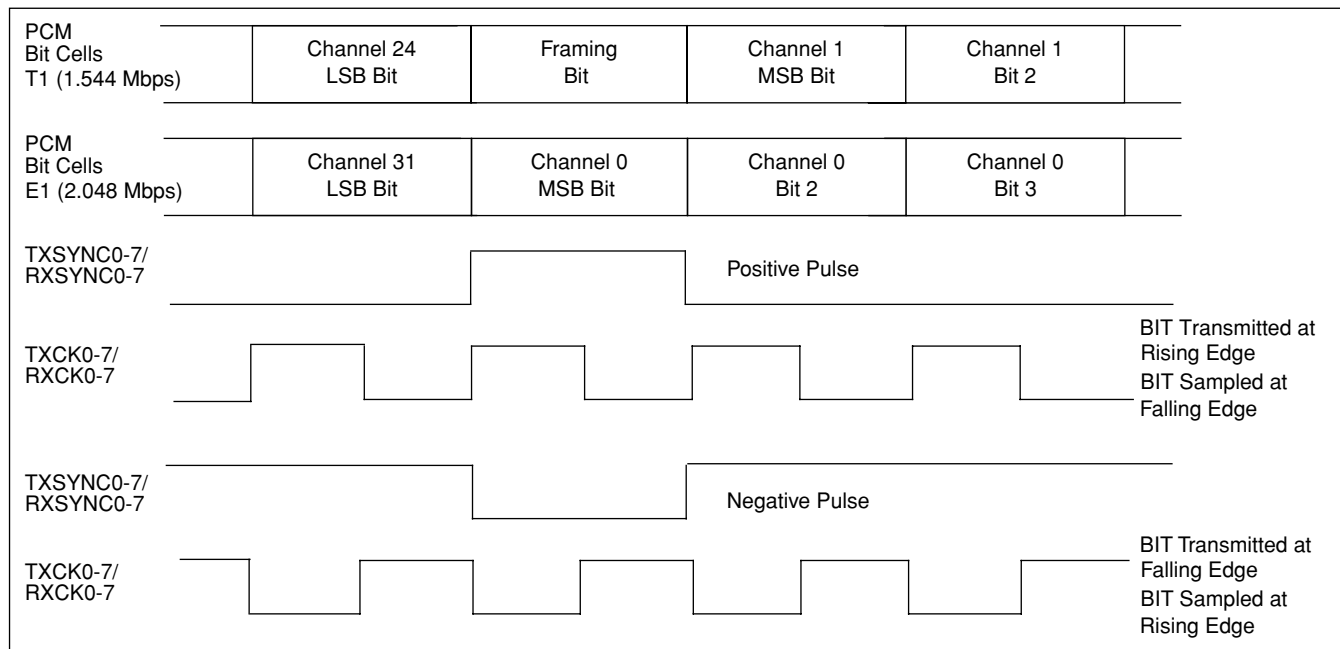 PCM
Bit Cells
T1 (1.544 Mbps)
Channel 24
LSB Bit
Framing
Bit
Channel 1
MSB Bit
Channel 1
Bit 2
PCM
Bit Cells
E1 (2.048 Mbps)
Channel 31
LSB Bit
Channel 0
MSB Bit
Channel 0
Bit 2
Channel 0
Bit 3
TXSYNC0-7/
RXSYNC0-7
Positive Pulse
TXCK0-7/
RXCK0-7
BIT Transmitted at
Rising Edge
BIT Sampled at
Falling Edge
TXSYNC0-7/
RXSYNC0-7
Negative Pulse
TXCK0-7/
RXCK0-7
BIT Transmitted at
Falling Edge
BIT Sampled at
Rising Edge